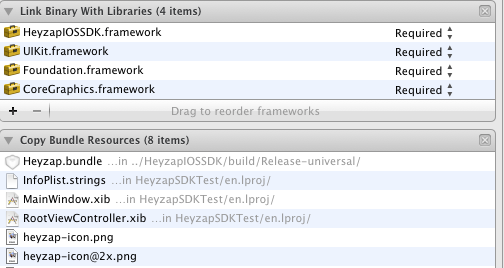 Link Binary With Libraries (4 items)
HeyzapIOSSDK.framework Required
UIKit.framework Required
Foundation.framework Required
CoreGraphics.framework Required
+ − Drag to reorder frameworks
Copy Bundle Resources (8 items)
Heyzap.bundle ...in ../HeyzapIOSSDK/build/Release-universal/
InfoPlist.strings ...in HeyzapSDKTest/en.lproj/
MainWindow.xib ...in HeyzapSDKTest/en.lproj/
RootViewController.xib ...in HeyzapSDKTest/en.lproj/
heyzap-icon.png
heyzap-icon@2x.png